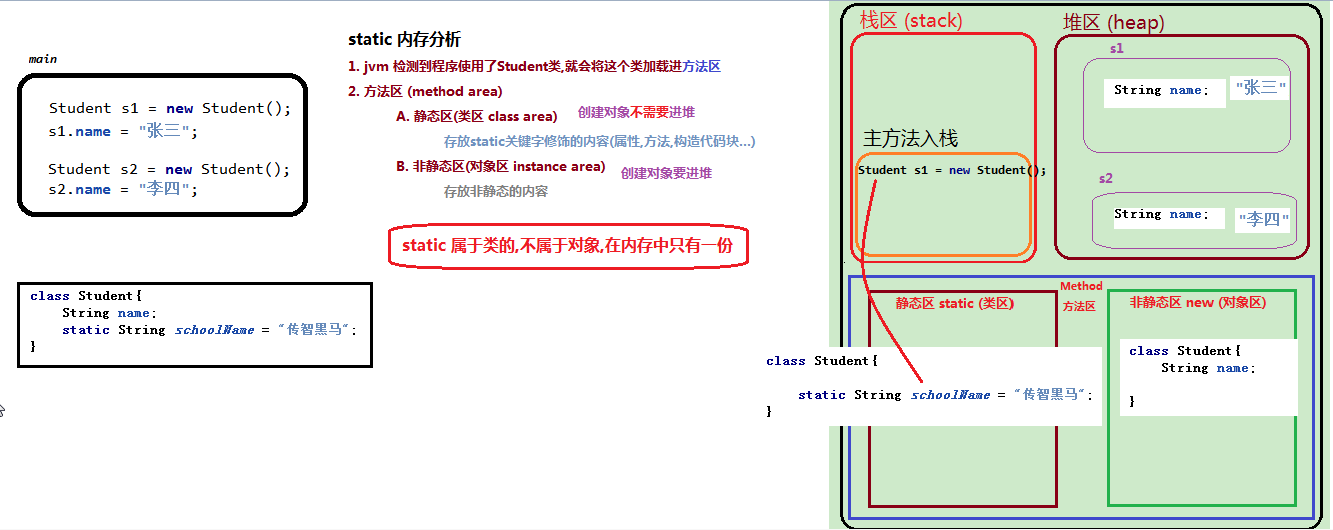 main
Student s1 = new Student();
s1.name = "张三";
Student s2 = new Student();
s2.name = "李四";
class Student{
String name;
static String schoolName = "传智黑马";
}
static 内存分析
1. jvm 检测到程序使用了Student类,就会将这个类加载进方法区
2. 方法区 (method area)
A. 静态区(类区 class area) 创建对象不需要进堆
存放static关键字修饰的内容(属性,方法,构造代码块...)
B. 非静态区(对象区 instance area) 创建对象要进堆
存放非静态的内容
static 属于类的,不属于对象,在内存中只有一份
栈区 (stack)
主方法入栈
Student s1 = new Student();
堆区 (heap)
s1
String name; "张三"
s2
String name; "李四"
Method
方法区
静态区 static (类区)
class Student{
static String schoolName = "传智黑马";
}
非静态区 new (对象区)
class Student{
String name;
}